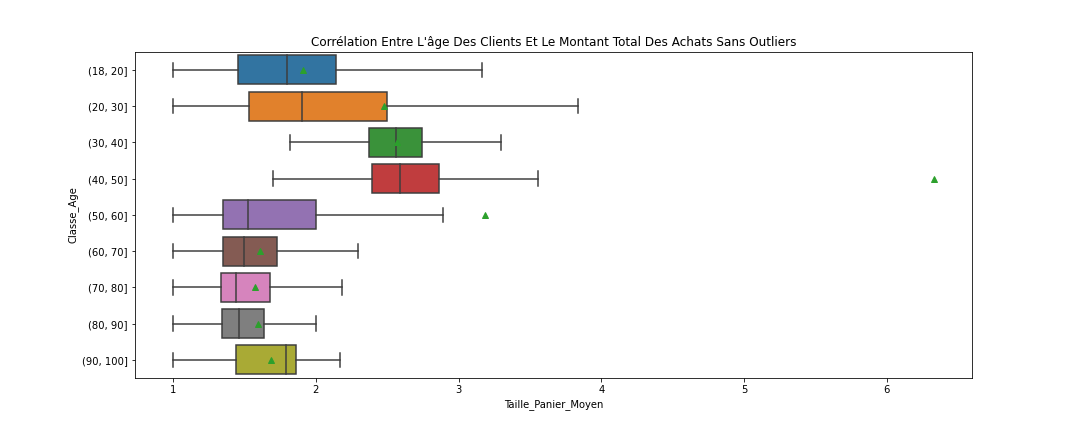 Corrélation Entre L'âge Des Clients Et Le Montant Total Des Achats Sans Outliers
Classe_Age
(18, 20]
(20, 30]
(30, 40]
(40, 50]
(50, 60]
(60, 70]
(70, 80]
(80, 90]
(90, 100]
1 2 3 4 5 6
Taille_Panier_Moyen